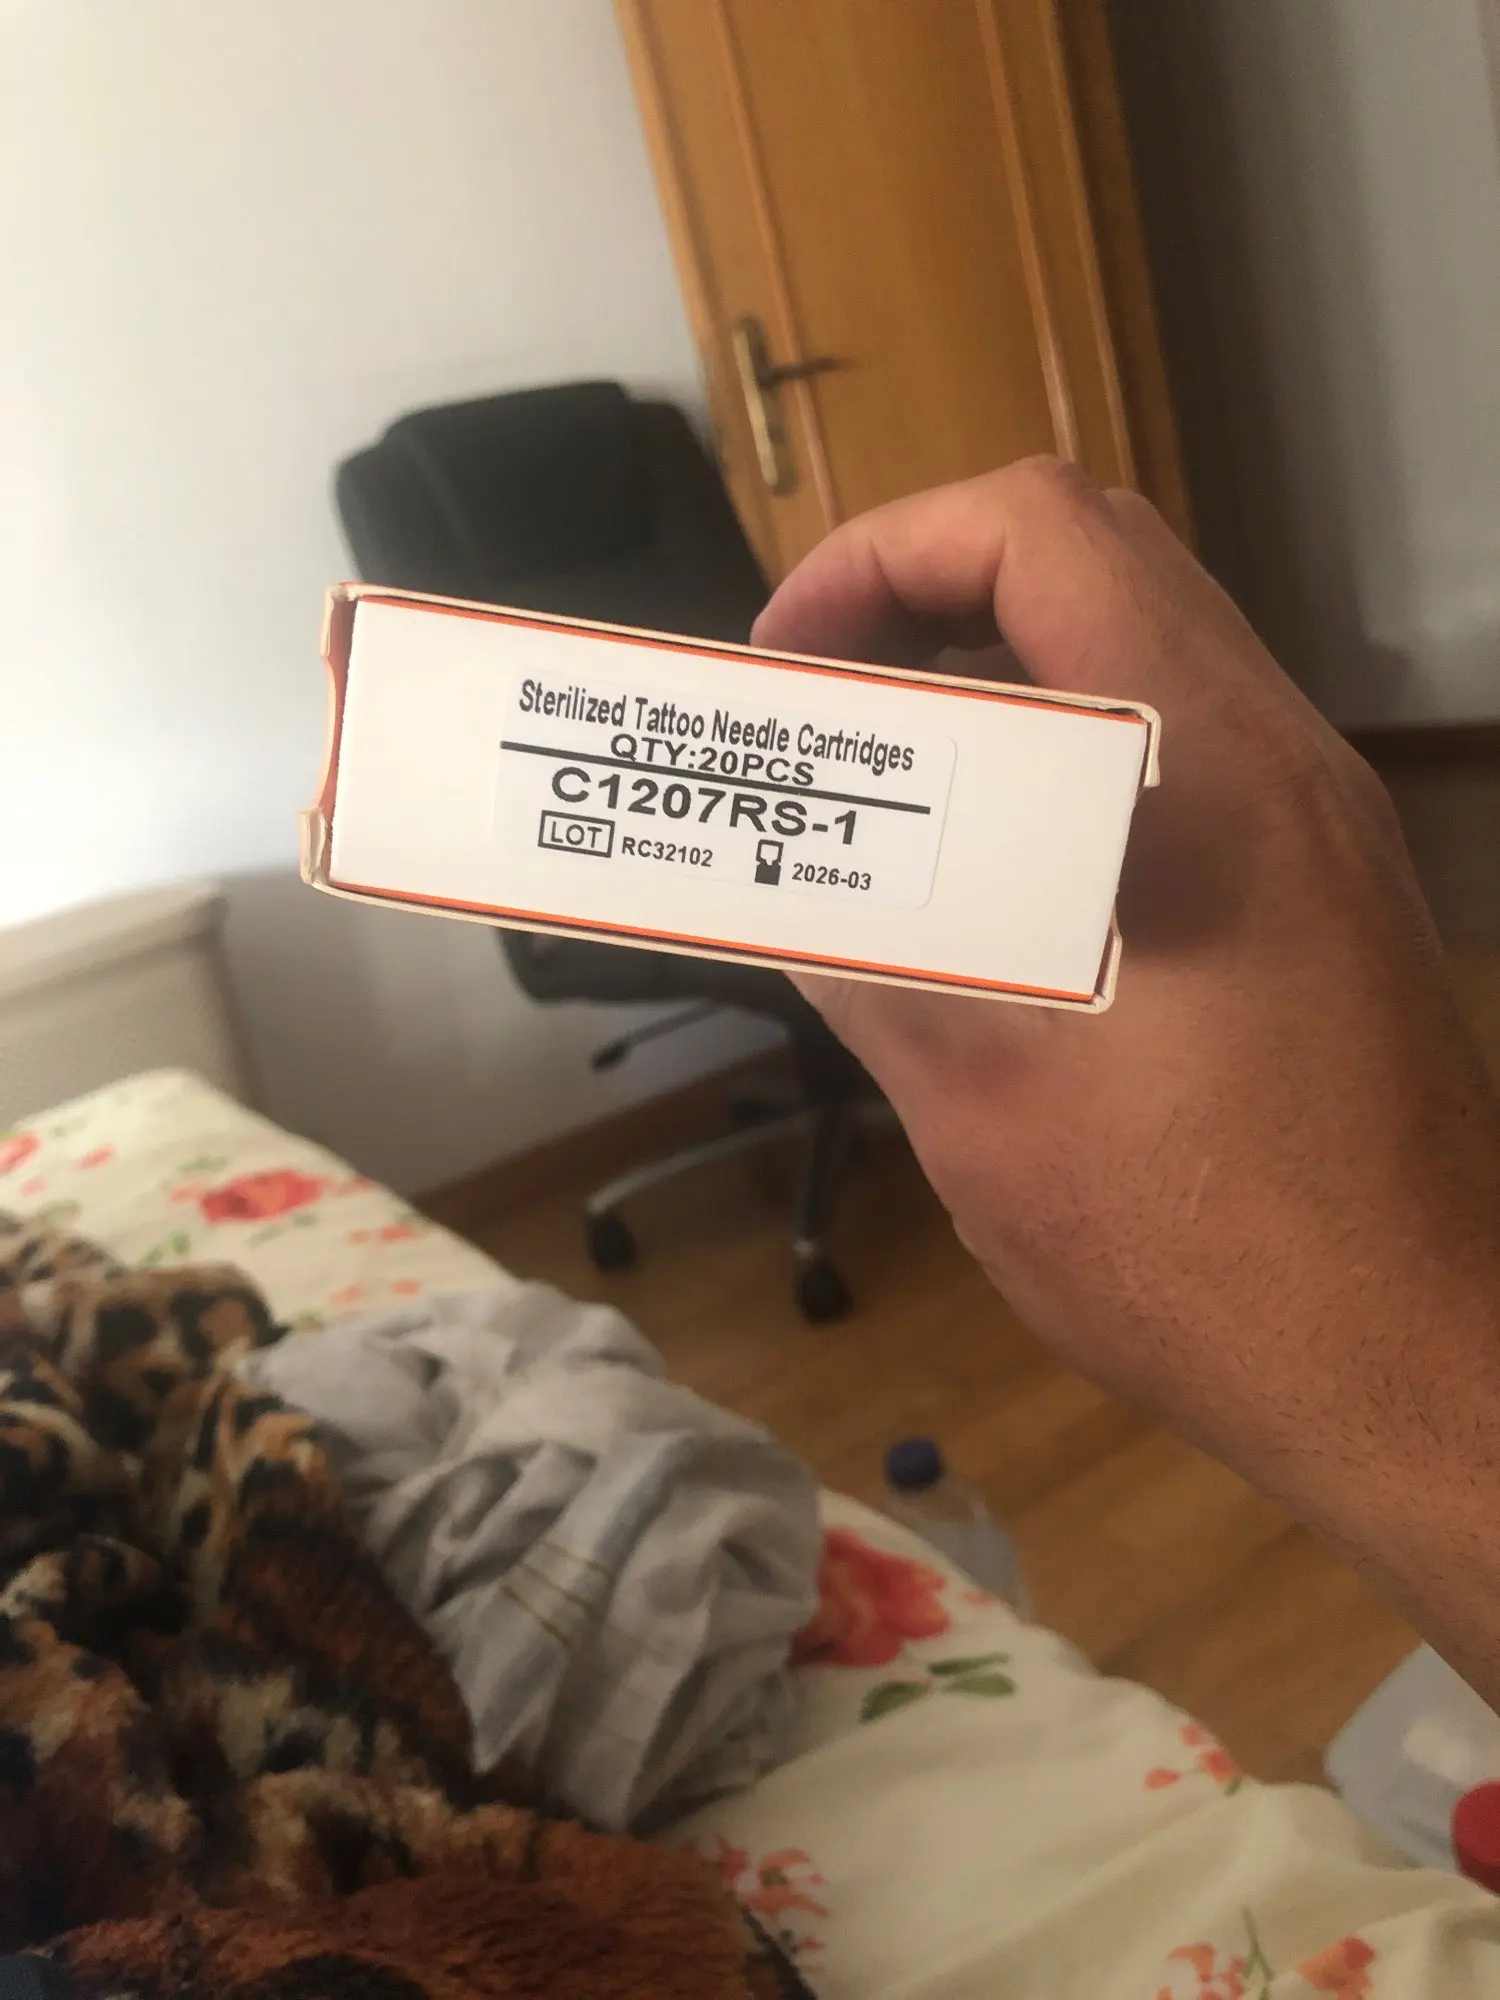 Sterilized Tattoo Needle Cartridges
QTY:20PCS
C1207RS-1
LOT RC32102 2026-03